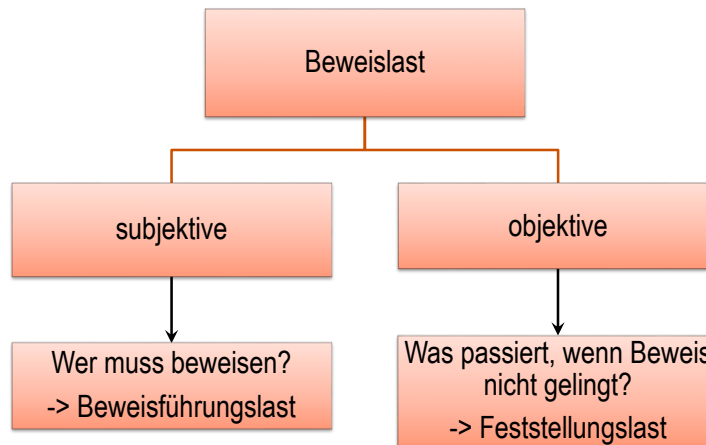 Beweislast
subjektive
objektive
Wer muss beweisen?
-> Beweisführungslast
Was passiert, wenn Beweis
nicht gelingt?
-> Feststellungslast